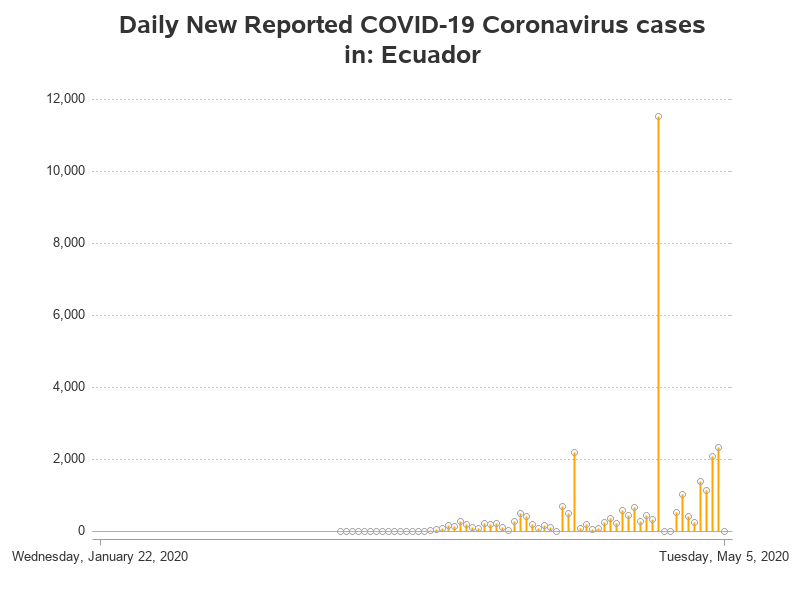 Daily New Reported COVID-19 Coronavirus cases
in: Ecuador
12,000
10,000
8,000
6,000
4,000
2,000
0
Wednesday, January 22, 2020
Tuesday, May 5, 2020